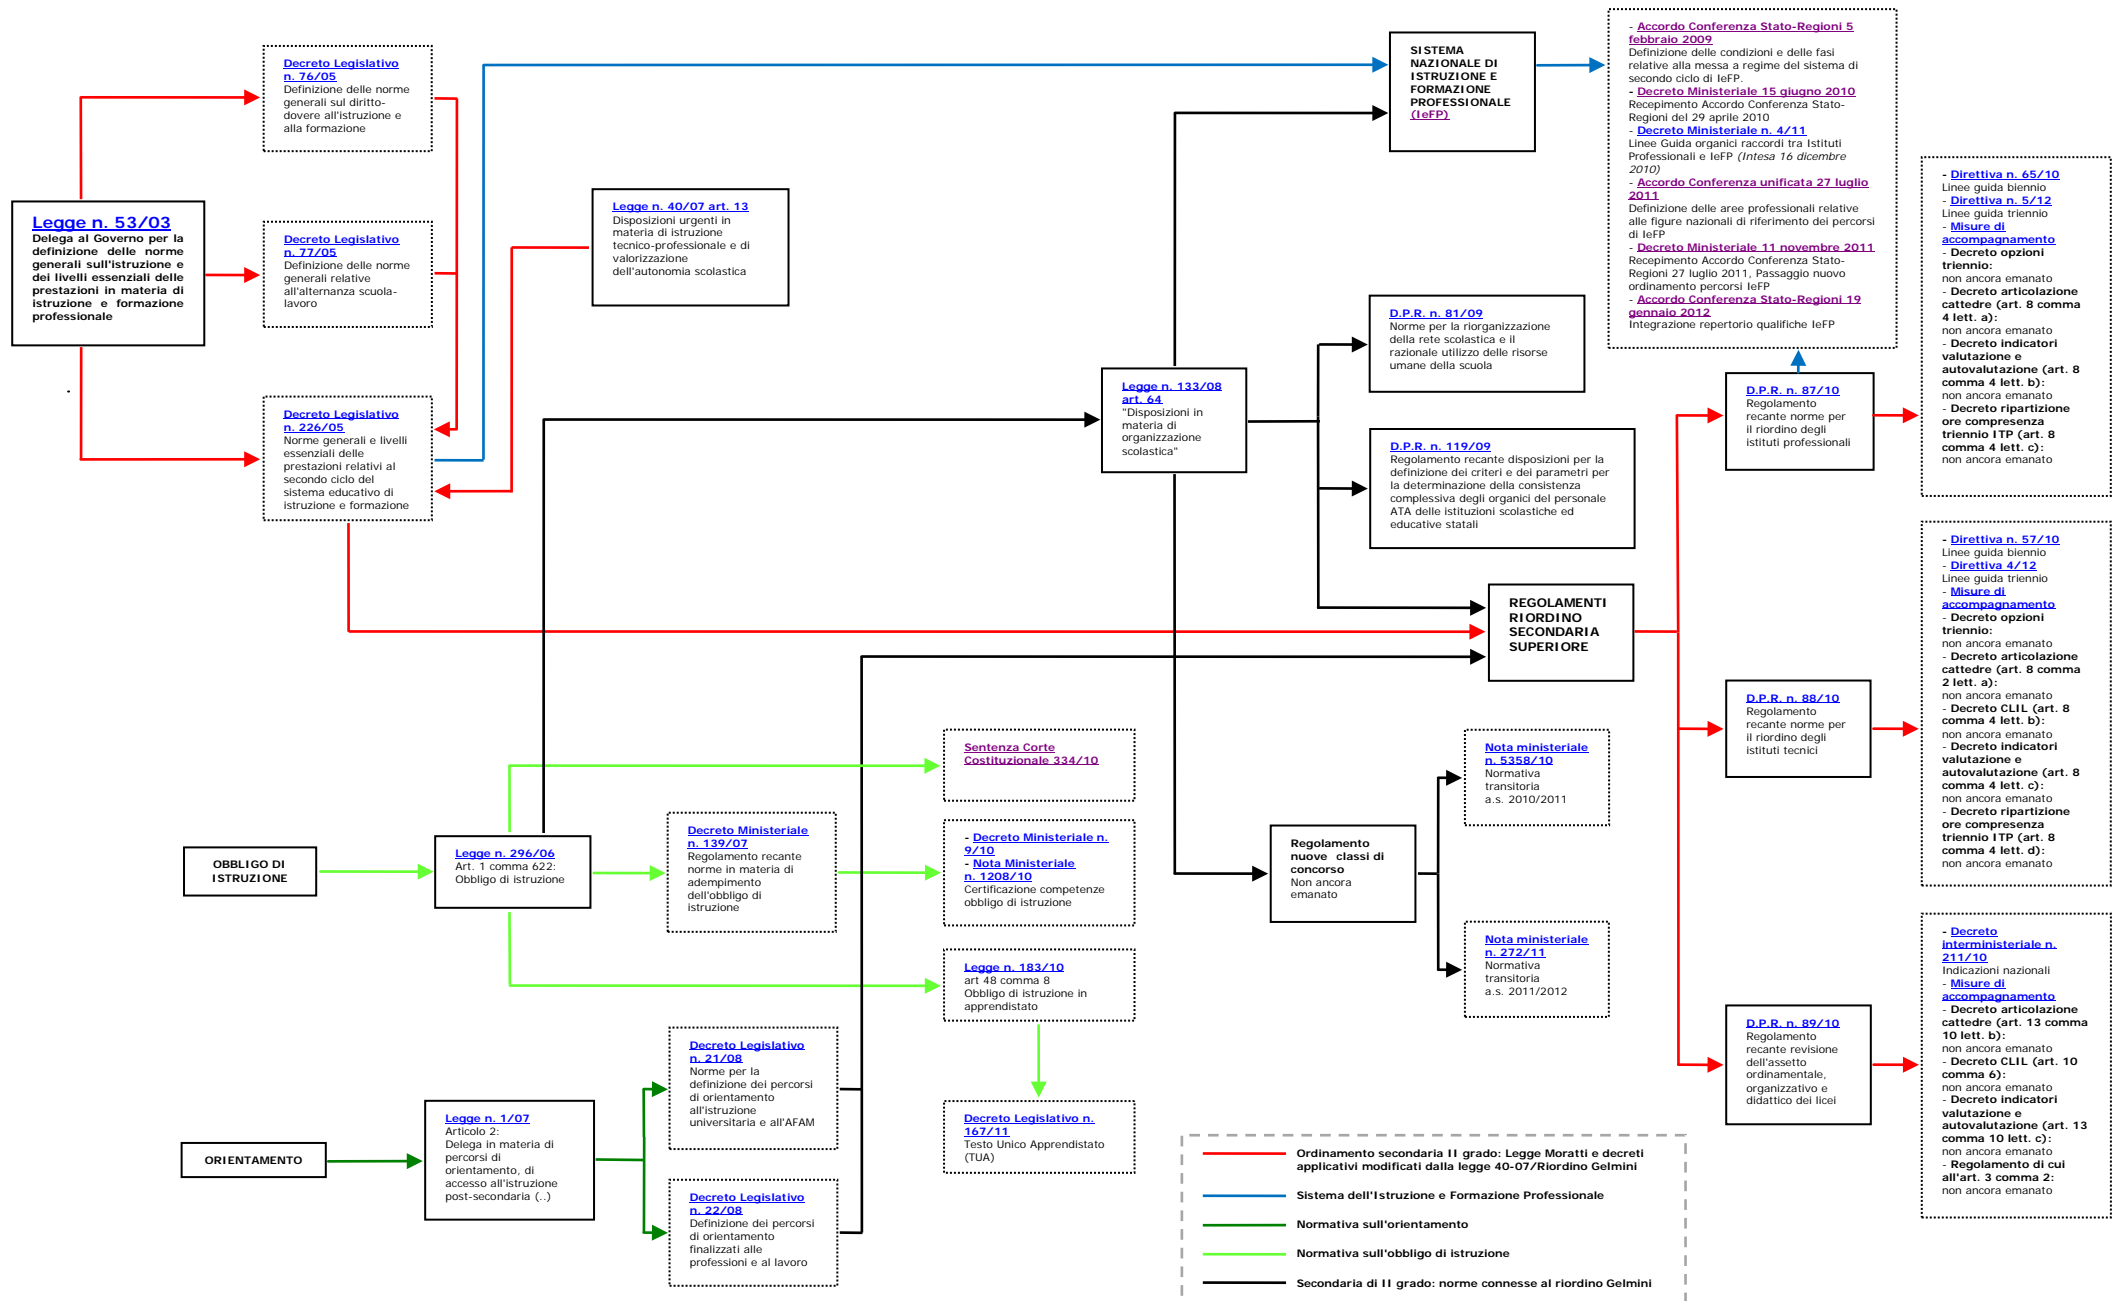 Decreto Legislativo
n. 76/05
Definizione delle norme
generali sul diritto-
dovere all'istruzione e
alla formazione
Legge n. 53/03
Delega al Governo per la
definizione delle norme
generali sull'istruzione e
dei livelli essenziali delle
prestazioni in materia di
istruzione e formazione
professionale
Decreto Legislativo
n. 77/05
Definizione delle norme
generali relative
all'alternanza scuola-
lavoro
Decreto Legislativo
n. 226/05
Norme generali e livelli
essenziali delle
prestazioni relativi al
secondo ciclo del
sistema educativo di
istruzione e formazione
Legge n. 40/07 art. 13
Disposizioni urgenti in
materia di istruzione
tecnico-professionale e di
valorizzazione
dell'autonomia scolastica
SISTEMA
NAZIONALE DI
ISTRUZIONE E
FORMAZIONE
PROFESSIONALE
(IeFP)
- Accordo Conferenza Stato-Regioni 5
febbraio 2009
Definizione delle condizioni e delle fasi
relative alla messa a regime del sistema di
secondo ciclo di IeFP.
- Decreto Ministeriale 15 giugno 2010
Recepimento Accordo Conferenza Stato-
Regioni del 29 aprile 2010
- Decreto Ministeriale n. 4/11
Linee Guida organici raccordi tra Istituti
Professionali e IeFP (Intesa 16 dicembre
2010)
- Accordo Conferenza unificata 27 luglio
2011
Definizione delle aree professionali relative
alle figure nazionali di riferimento dei percorsi
di IeFP
- Decreto Ministeriale 11 novembre 2011
Recepimento Accordo Conferenza Stato-
Regioni 27 luglio 2011, Passaggio nuovo
ordinamento percorsi IeFP
- Accordo Conferenza Stato-Regioni 19
gennaio 2012
Integrazione repertorio qualifiche IeFP
- Direttiva n. 65/10
Linee guida biennio
- Direttiva n. 5/12
Linee guida triennio
- Misure di
accompagnamento
- Decreto opzioni
triennio:
non ancora emanato
- Decreto articolazione
cattedre (art. 8 comma
4 lett. a):
non ancora emanato
- Decreto indicatori
valutazione e
autovalutazione (art. 8
comma 4 lett. b):
non ancora emanato
- Decreto ripartizione
ore compresenza
triennio ITP (art. 8
comma 4 lett. c):
non ancora emanato
D.P.R. n. 81/09
Norme per la riorganizzazione
della rete scolastica e il
razionale utilizzo delle risorse
umane della scuola
Legge n. 133/08
art. 64
"Disposizioni in
materia di
organizzazione
scolastica"
D.P.R. n. 119/09
Regolamento recante disposizioni per la
definizione dei criteri e dei parametri per
la determinazione della consistenza
complessiva degli organici del personale
ATA delle istituzioni scolastiche ed
educative statali
D.P.R. n. 87/10
Regolamento
recante norme per
il riordino degli
istituti professionali
REGOLAMENTI
RIORDINO
SECONDARIA
SUPERIORE
- Direttiva n. 57/10
Linee guida biennio
- Direttiva 4/12
Linee guida triennio
- Misure di
accompagnamento
- Decreto opzioni
triennio:
non ancora emanato
- Decreto articolazione
cattedre (art. 8 comma
2 lett. a):
non ancora emanato
- Decreto CLIL (art. 8
comma 4 lett. b):
non ancora emanato
- Decreto indicatori
valutazione e
autovalutazione (art. 8
comma 4 lett. c):
non ancora emanato
- Decreto ripartizione
ore compresenza
triennio ITP (art. 8
comma 4 lett. d):
non ancora emanato
D.P.R. n. 88/10
Regolamento
recante norme per
il riordino degli
istituti tecnici
Sentenza Corte
Costituzionale 334/10
Nota ministeriale
n. 5358/10
Normativa
transitoria
a.s. 2010/2011
OBBLIGO DI
ISTRUZIONE
Legge n. 296/06
Art. 1 comma 622:
Obbligo di istruzione
Decreto Ministeriale
n. 139/07
Regolamento recante
norme in materia di
adempimento
dell'obbligo di
istruzione
- Decreto Ministeriale n.
9/10
- Nota Ministeriale
n. 1208/10
Certificazione competenze
obbligo di istruzione
Regolamento
nuove classi di
concorso
Non ancora
emanato
Nota ministeriale
n. 272/11
Normativa
transitoria
a.s. 2011/2012
Legge n. 183/10
art 48 comma 8
Obbligo di istruzione in
apprendistato
- Decreto
interministeriale n.
211/10
Indicazioni nazionali
- Misure di
accompagnamento
- Decreto articolazione
cattedre (art. 13 comma
10 lett. b):
non ancora emanato
- Decreto CLIL (art. 10
comma 6):
non ancora emanato
- Decreto indicatori
valutazione e
autovalutazione (art. 13
comma 10 lett. c):
non ancora emanato
- Regolamento di cui
all'art. 3 comma 2:
non ancora emanato
D.P.R. n. 89/10
Regolamento
recante revisione
dell'assetto
ordinamentale,
organizzativo e
didattico dei licei
Decreto Legislativo
n. 21/08
Norme per la
definizione dei percorsi
di orientamento
all'istruzione
universitaria e all'AFAM
ORIENTAMENTO
Legge n. 1/07
Articolo 2:
Delega in materia di
percorsi di
orientamento, di
accesso all'istruzione
post-secondaria (..)
Decreto Legislativo n.
167/11
Testo Unico Apprendistato
(TUA)
Decreto Legislativo
n. 22/08
Definizione dei percorsi
di orientamento
finalizzati alle
professioni e al lavoro
Ordinamento secondaria II grado: Legge Moratti e decreti
applicativi modificati dalla legge 40-07/Riordino Gelmini
Sistema dell'Istruzione e Formazione Professionale
Normativa sull'orientamento
Normativa sull'obbligo di istruzione
Secondaria di II grado: norme connesse al riordino Gelmini